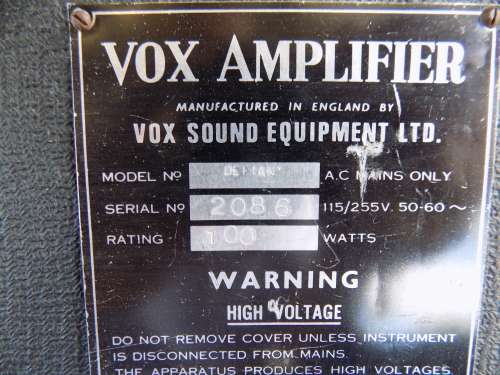 VOX AMPLIFIER
MANUFACTURED IN ENGLAND BY
VOX SOUND EQUIPMENT LTD.
MODEL Nº DEFIANT A.C MAINS ONLY
SERIAL Nº 2086 115/255V. 50-60~
RATING 100 WATTS
WARNING
HIGH VOLTAGE
DO NOT REMOVE COVER UNLESS INSTRUMENT
IS DISCONNECTED FROM MAINS.
THE APPARATUS PRODUCES HIGH VOLTAGES